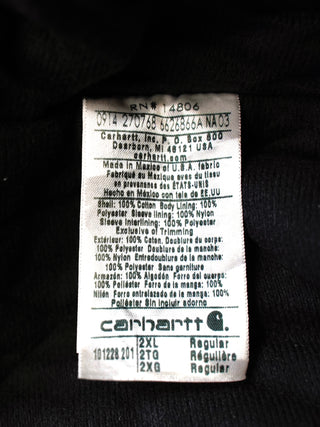 RN# 14806
0914 270768 6626866A NA 03
Carhartt, Inc. P. O. Box 600
Dearborn, MI 48121 USA
carhartt.com
Made in Mexico of U.S.A. fabric
Fabriqué au Mexique avec du tissu
en provenance des ÉTATS-UNIS
Hecho en México con tela de EE.UU
Shell: 100% Cotton Body Lining: 100%
Polyester Sleeve lining: 100% Nylon
Sleeve Interlining: 100% Polyester
Exclusive of Trimming
Extérieur: 100% Coton. Doublure du corps:
100% Polyester Doublure de la manche:
100% Nylon Entredoublure de la manche:
100% Polyester Sans garniture
Armazón: 100% Algodón Forro del cuerpo:
100% Poliéster Forro de la manga: 100%
Nilón Forro entrelazado de la manga: 100%
Poliéster Sin incluir adorno
carhartt
101228 201 2XL Regular
2TG Régulière
2XG Regular